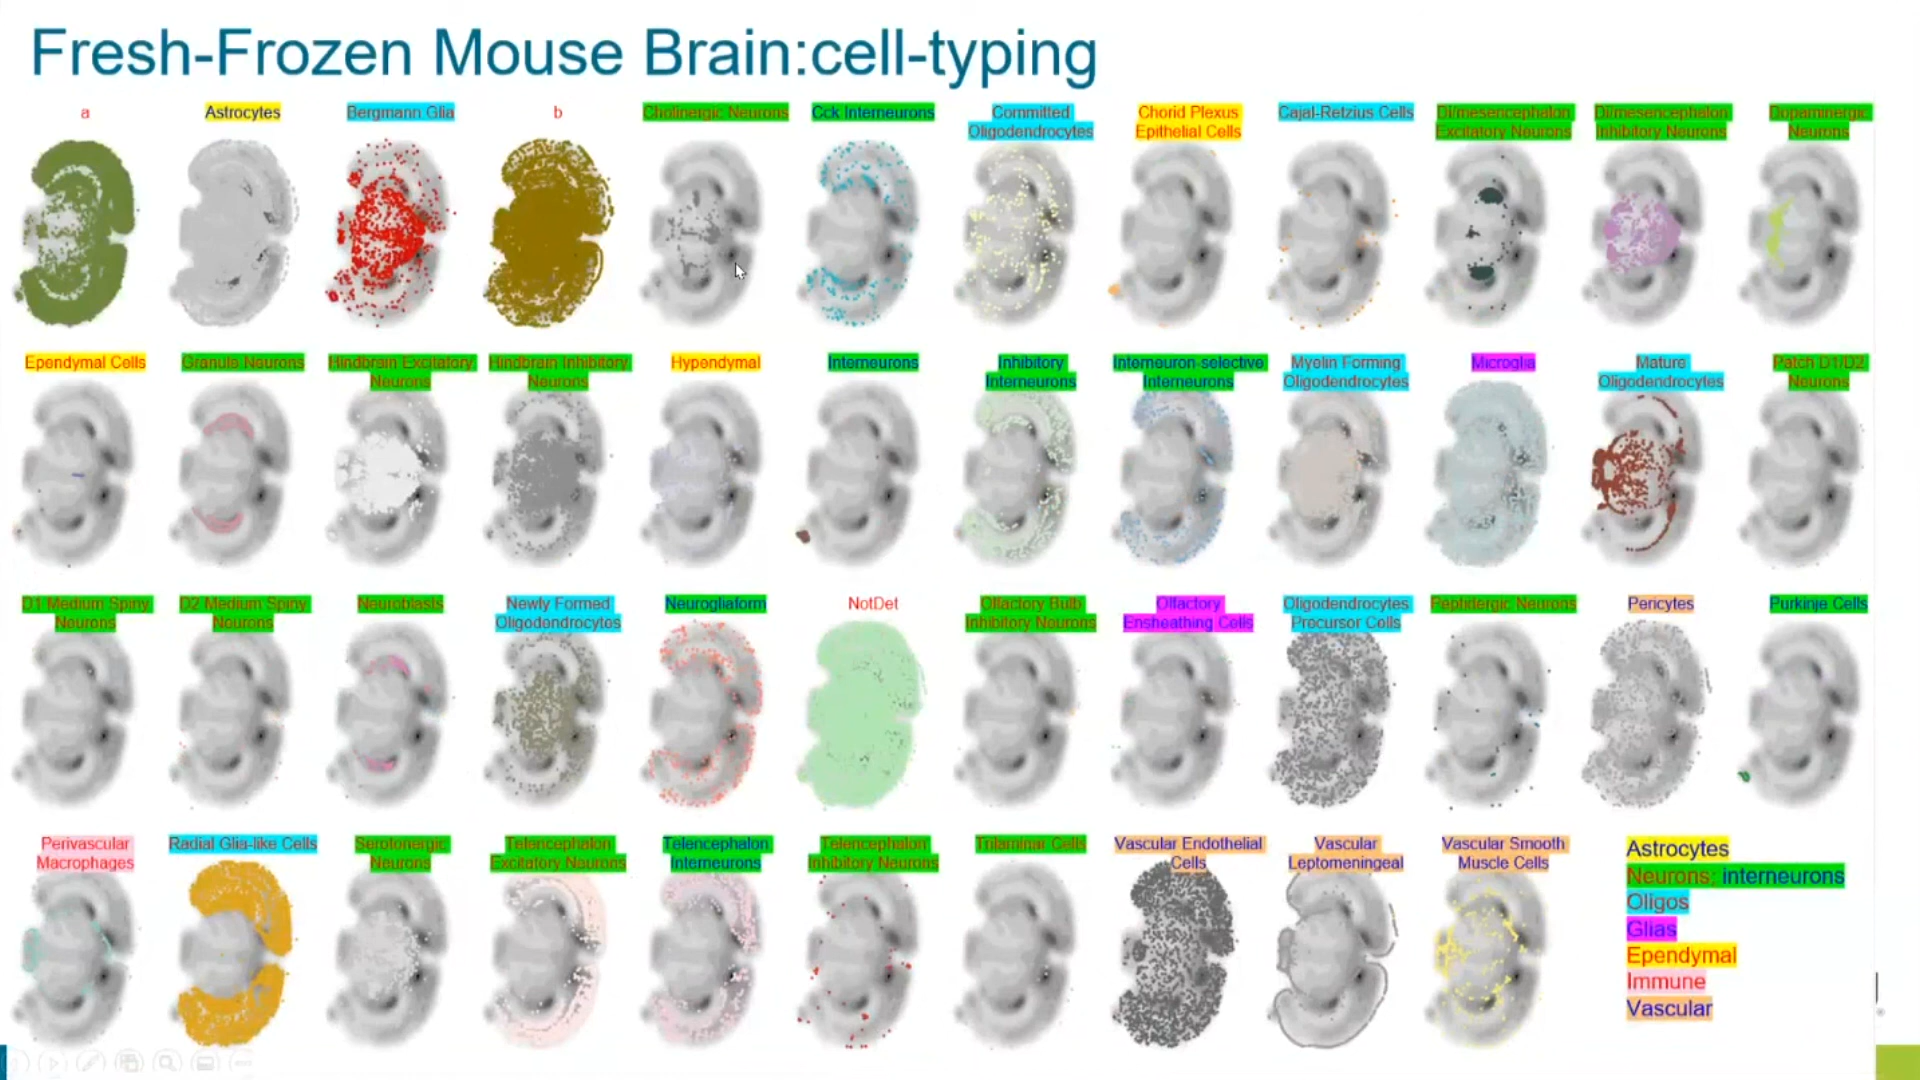 Fresh-Frozen Mouse Brain:cell-typing
a
Astrocytes
Bergmann Glia
b
Cholinergic Neurons
Cck Interneurons
Committed
Oligodendrocytes
Chorid Plexus
Epithelial Cells
Cajal-Retzius Cells
Di/mesencephalon
Excitatory Neurons
Di/mesencephalon
Inhibitory Neurons
Dopaminergic
Neurons
Ependymal Cells
Granule Neurons
Hindbrain Excitatory
Neurons
Hindbrain Inhibitory
Neurons
Hypendymal
Interneurons
Inhibitory
Interneurons
Interneuron-selective
Interneurons
Myelin Forming
Oligodendrocytes
Microglia
Mature
Oligodendrocytes
Patch D1/D2
Neurons
D1 Medium Spiny
Neurons
D2 Medium Spiny
Neurons
Neuroblasts
Newly Formed
Oligodendrocytes
Neurogliaform
NotDet
Olfactory Bulb
Inhibitory Neurons
Olfactory
Ensheathing Cells
Oligodendrocytes
Precursor Cells
Peptidergic Neurons
Pericytes
Purkinje Cells
Perivascular
Macrophages
Radial Glia-like Cells
Serotonergic
Neurons
Telencephalon
Excitatory Neurons
Telencephalon
Interneurons
Telencephalon
Inhibitory Neurons
Trilaminar Cells
Vascular Endothelial
Cells
Vascular
Leptomeningeal
Vascular Smooth
Muscle Cells
Astrocytes
Neurons; interneurons
Oligos
Glias
Ependymal
Immune
Vascular